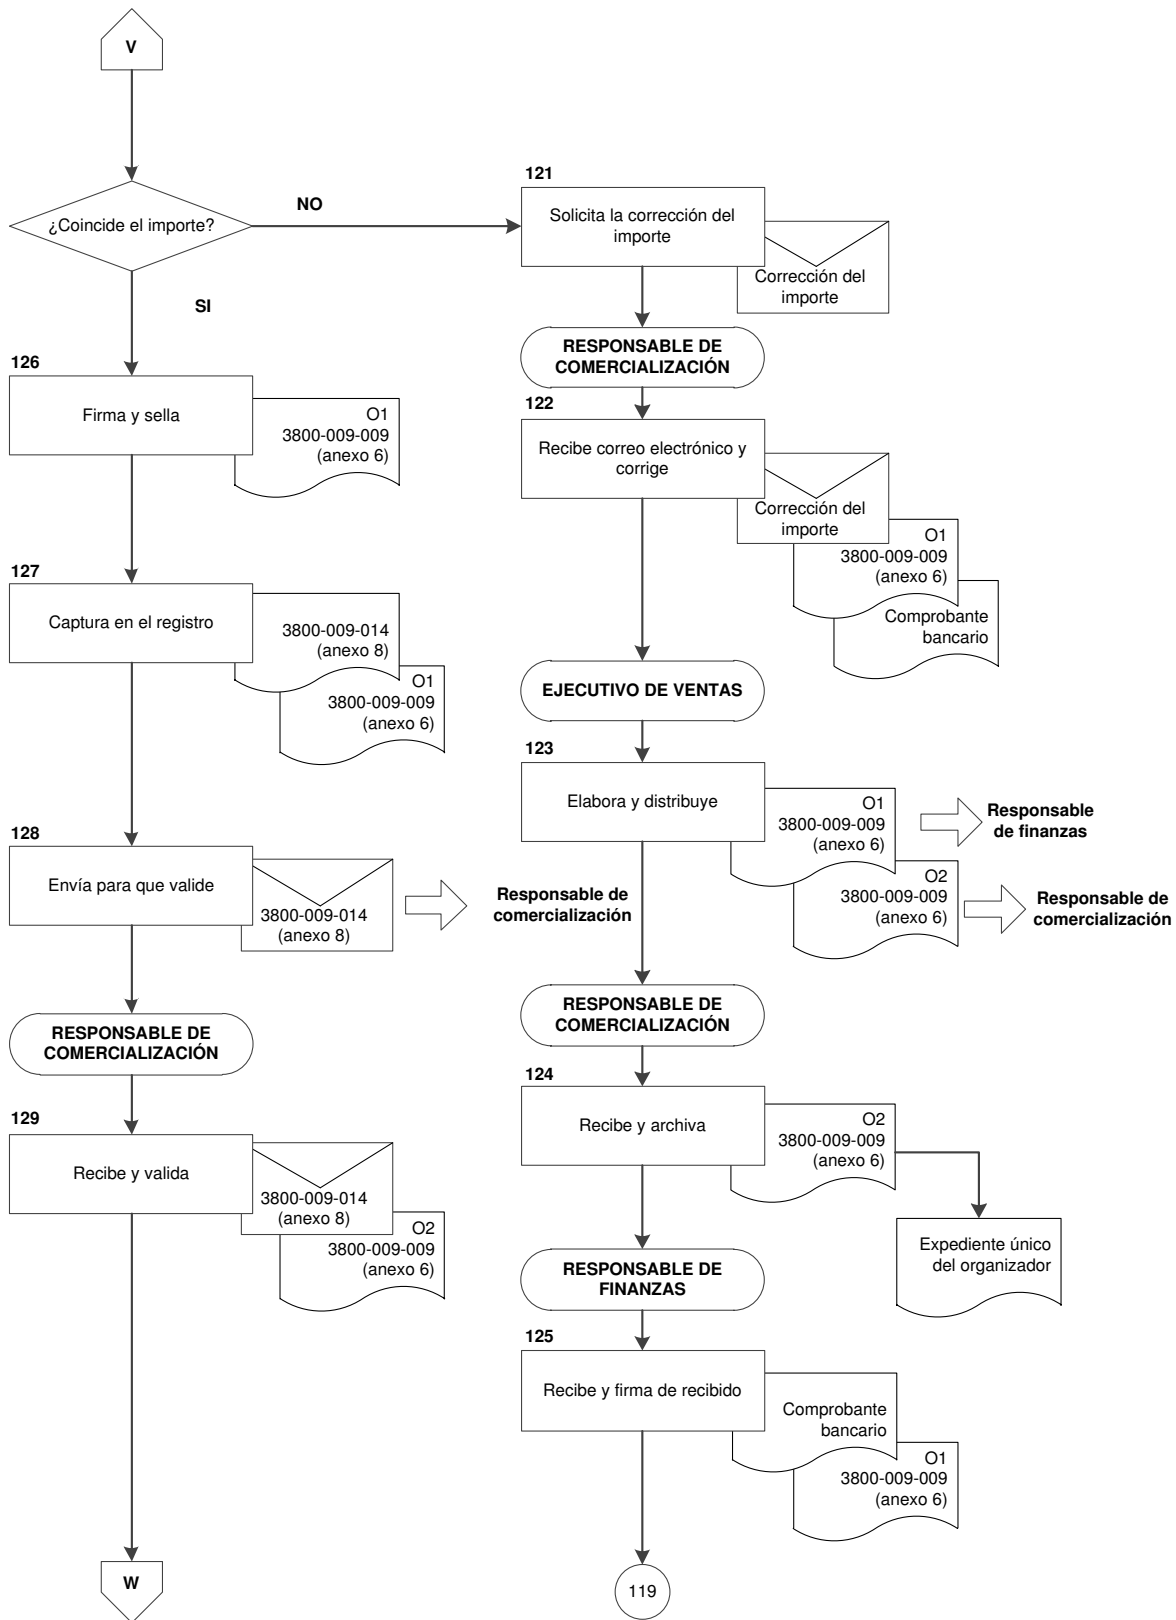 V
¿Coincide el importe?
NO
SI
121
Solicita la corrección del
importe
Corrección del
importe
RESPONSABLE DE
COMERCIALIZACIÓN
122
Recibe correo electrónico y
corrige
Corrección del
importe
O1
3800-009-009
(anexo 6)
Comprobante
bancario
EJECUTIVO DE VENTAS
123
Elabora y distribuye
O1
3800-009-009
(anexo 6)
Responsable
de finanzas
O2
3800-009-009
(anexo 6)
Responsable de
comercialización
RESPONSABLE DE
COMERCIALIZACIÓN
124
Recibe y archiva
O2
3800-009-009
(anexo 6)
Expediente único
del organizador
RESPONSABLE DE
FINANZAS
125
Recibe y firma de recibido
Comprobante
bancario
O1
3800-009-009
(anexo 6)
119
126
Firma y sella
O1
3800-009-009
(anexo 6)
127
Captura en el registro
3800-009-014
(anexo 8)
O1
3800-009-009
(anexo 6)
128
Envía para que valide
3800-009-014
(anexo 8)
Responsable de
comercialización
RESPONSABLE DE
COMERCIALIZACIÓN
129
Recibe y valida
3800-009-014
(anexo 8)
O2
3800-009-009
(anexo 6)
W